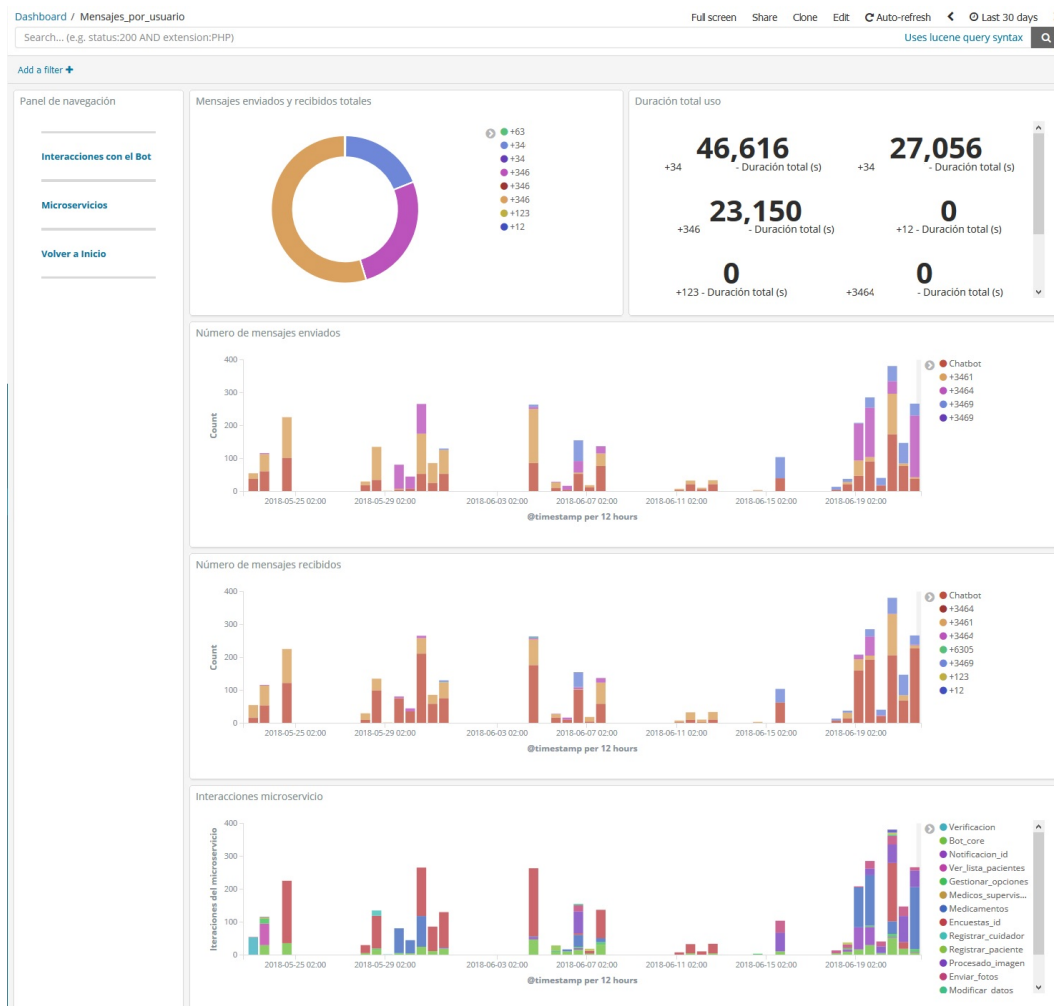 Dashboard / Mensajes_por_usuario Full screen Share Clone Edit Auto-refresh Last 30 days
Search... (e.g. status:200 AND extension:PHP) Uses lucene query syntax
Add a filter +
Panel de navegación
Interacciones con el Bot
Microservicios
Volver a Inicio
Mensajes enviados y recibidos totales
+63
+34
+34
+346
+346
+346
+123
+12
Duración total uso
46,616 27,056
+34 - Duración total (s) +34 - Duración total (s)
23,150 0
+346 - Duración total (s) +12 - Duración total (s)
0 0
+123 - Duración total (s) +3464 - Duración total (s)
Número de mensajes enviados
Count
400
300
200
100
0
2018-05-25 02:00 2018-05-29 02:00 2018-06-03 02:00 2018-06-07 02:00 2018-06-11 02:00 2018-06-15 02:00 2018-06-19 02:00
@timestamp per 12 hours
Chatbot
+3461
+3464
+3469
+3469
Número de mensajes recibidos
Count
400
300
200
100
0
2018-05-25 02:00 2018-05-29 02:00 2018-06-03 02:00 2018-06-07 02:00 2018-06-11 02:00 2018-06-15 02:00 2018-06-19 02:00
@timestamp per 12 hours
Chatbot
+3464
+3461
+3464
+6305
+3469
+123
+12
Interacciones microservicio
Iteraciones del microservicio
400
300
200
100
0
2018-05-25 02:00 2018-05-29 02:00 2018-06-03 02:00 2018-06-07 02:00 2018-06-11 02:00 2018-06-15 02:00 2018-06-19 02:00
@timestamp per 12 hours
Verificacion
Bot_core
Notificacion_id
Ver_lista_pacientes
Gestionar_opciones
Medicos_supervis...
Medicamentos
Encuestas_id
Registrar_cuidador
Registrar_paciente
Procesado_imagen
Enviar_fotos
Modificar_datos